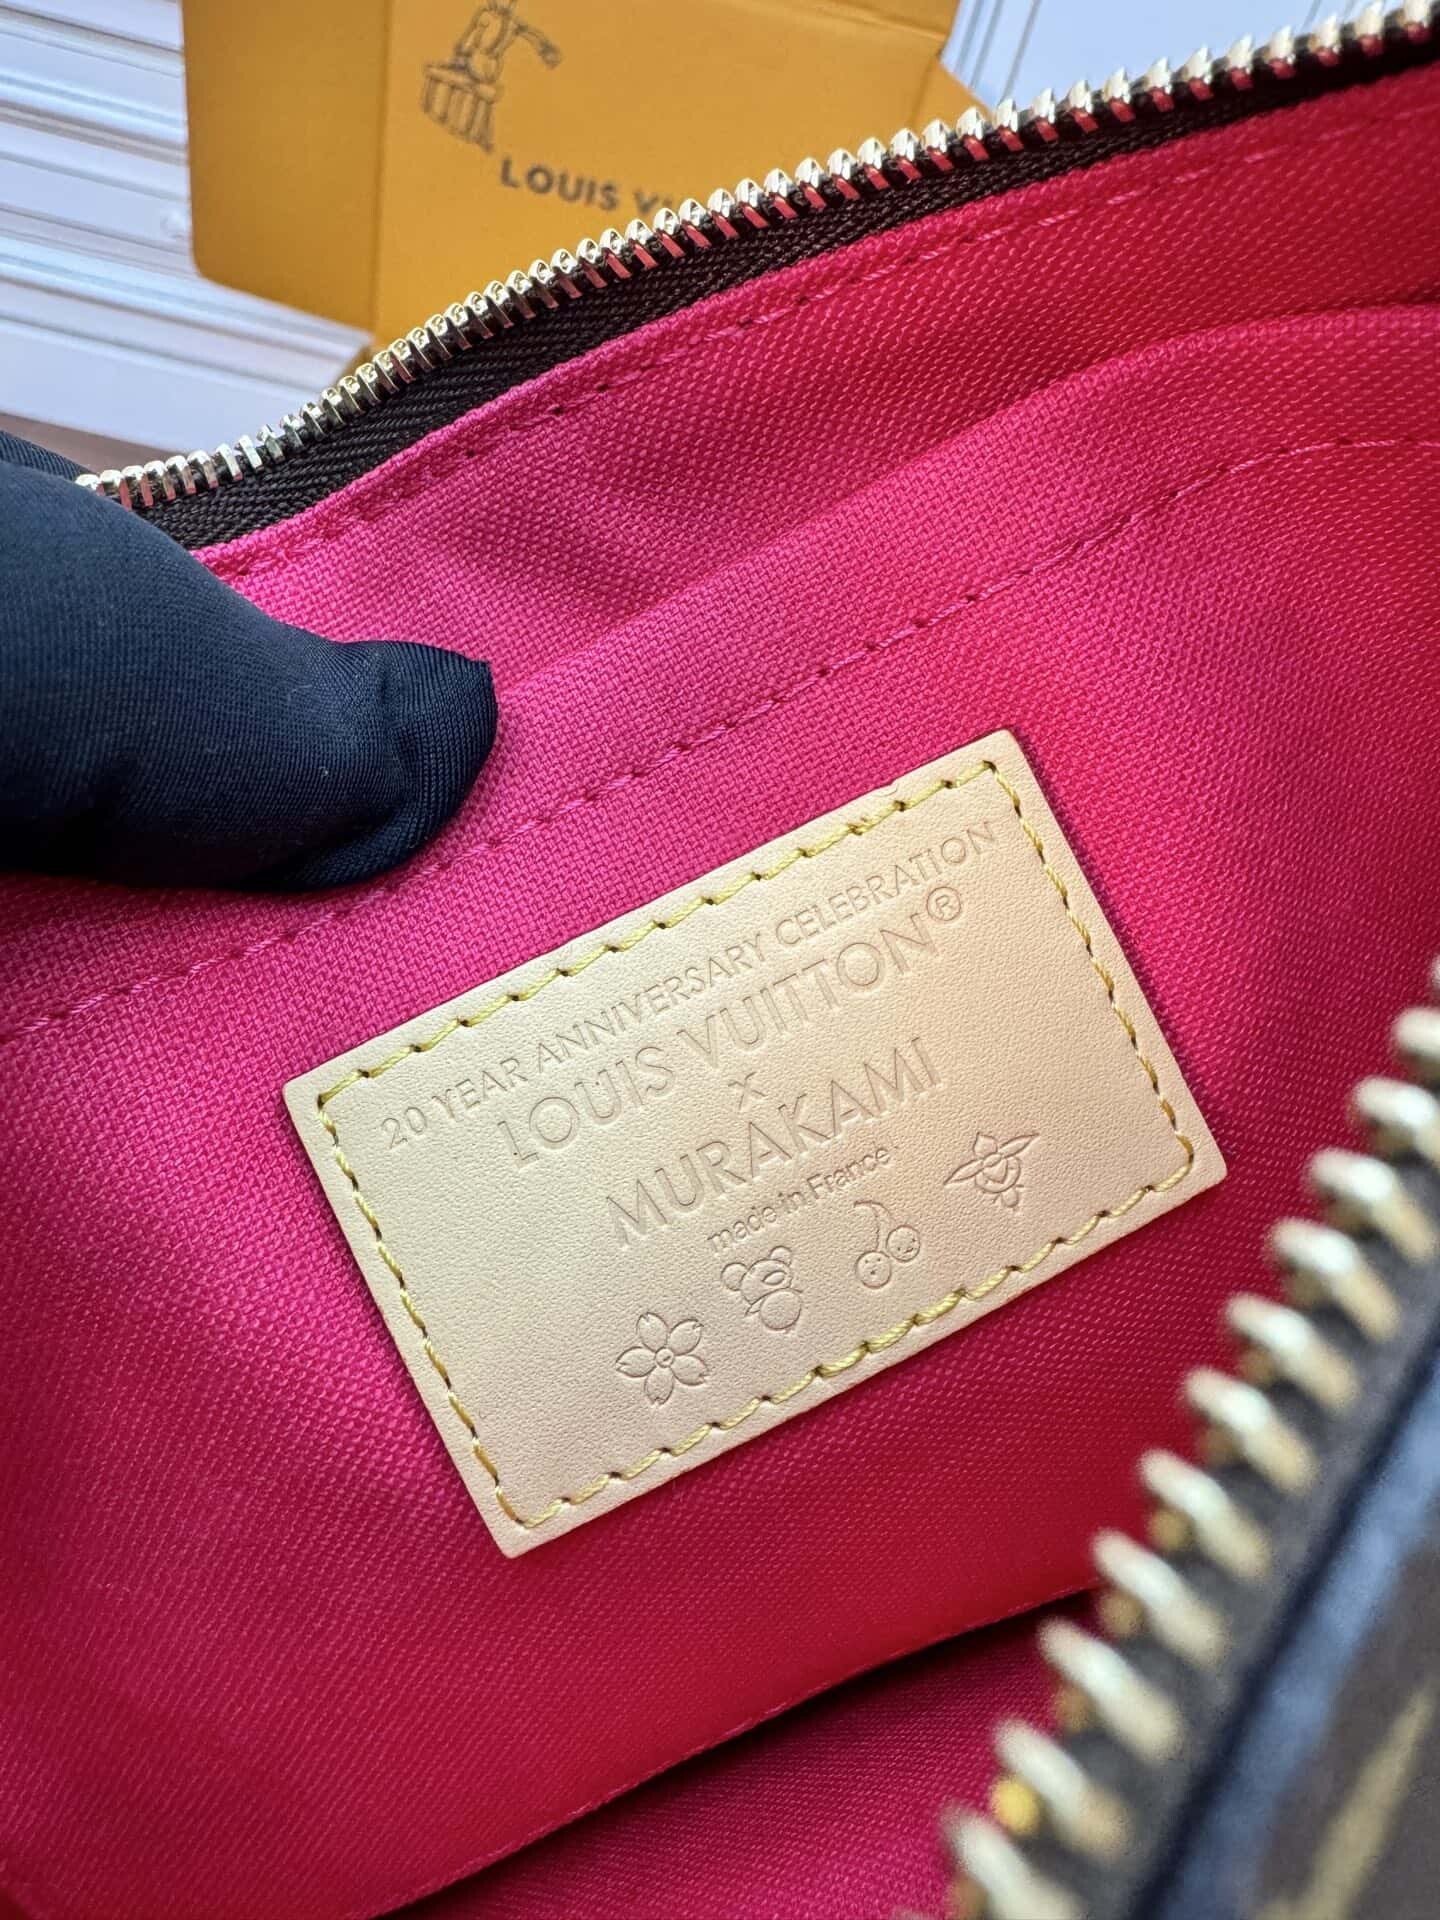 LOUIS
20 YEAR ANNIVERSARY CELEBRATION
LOUIS VUITTON®
x
MURAKAMI
made in France